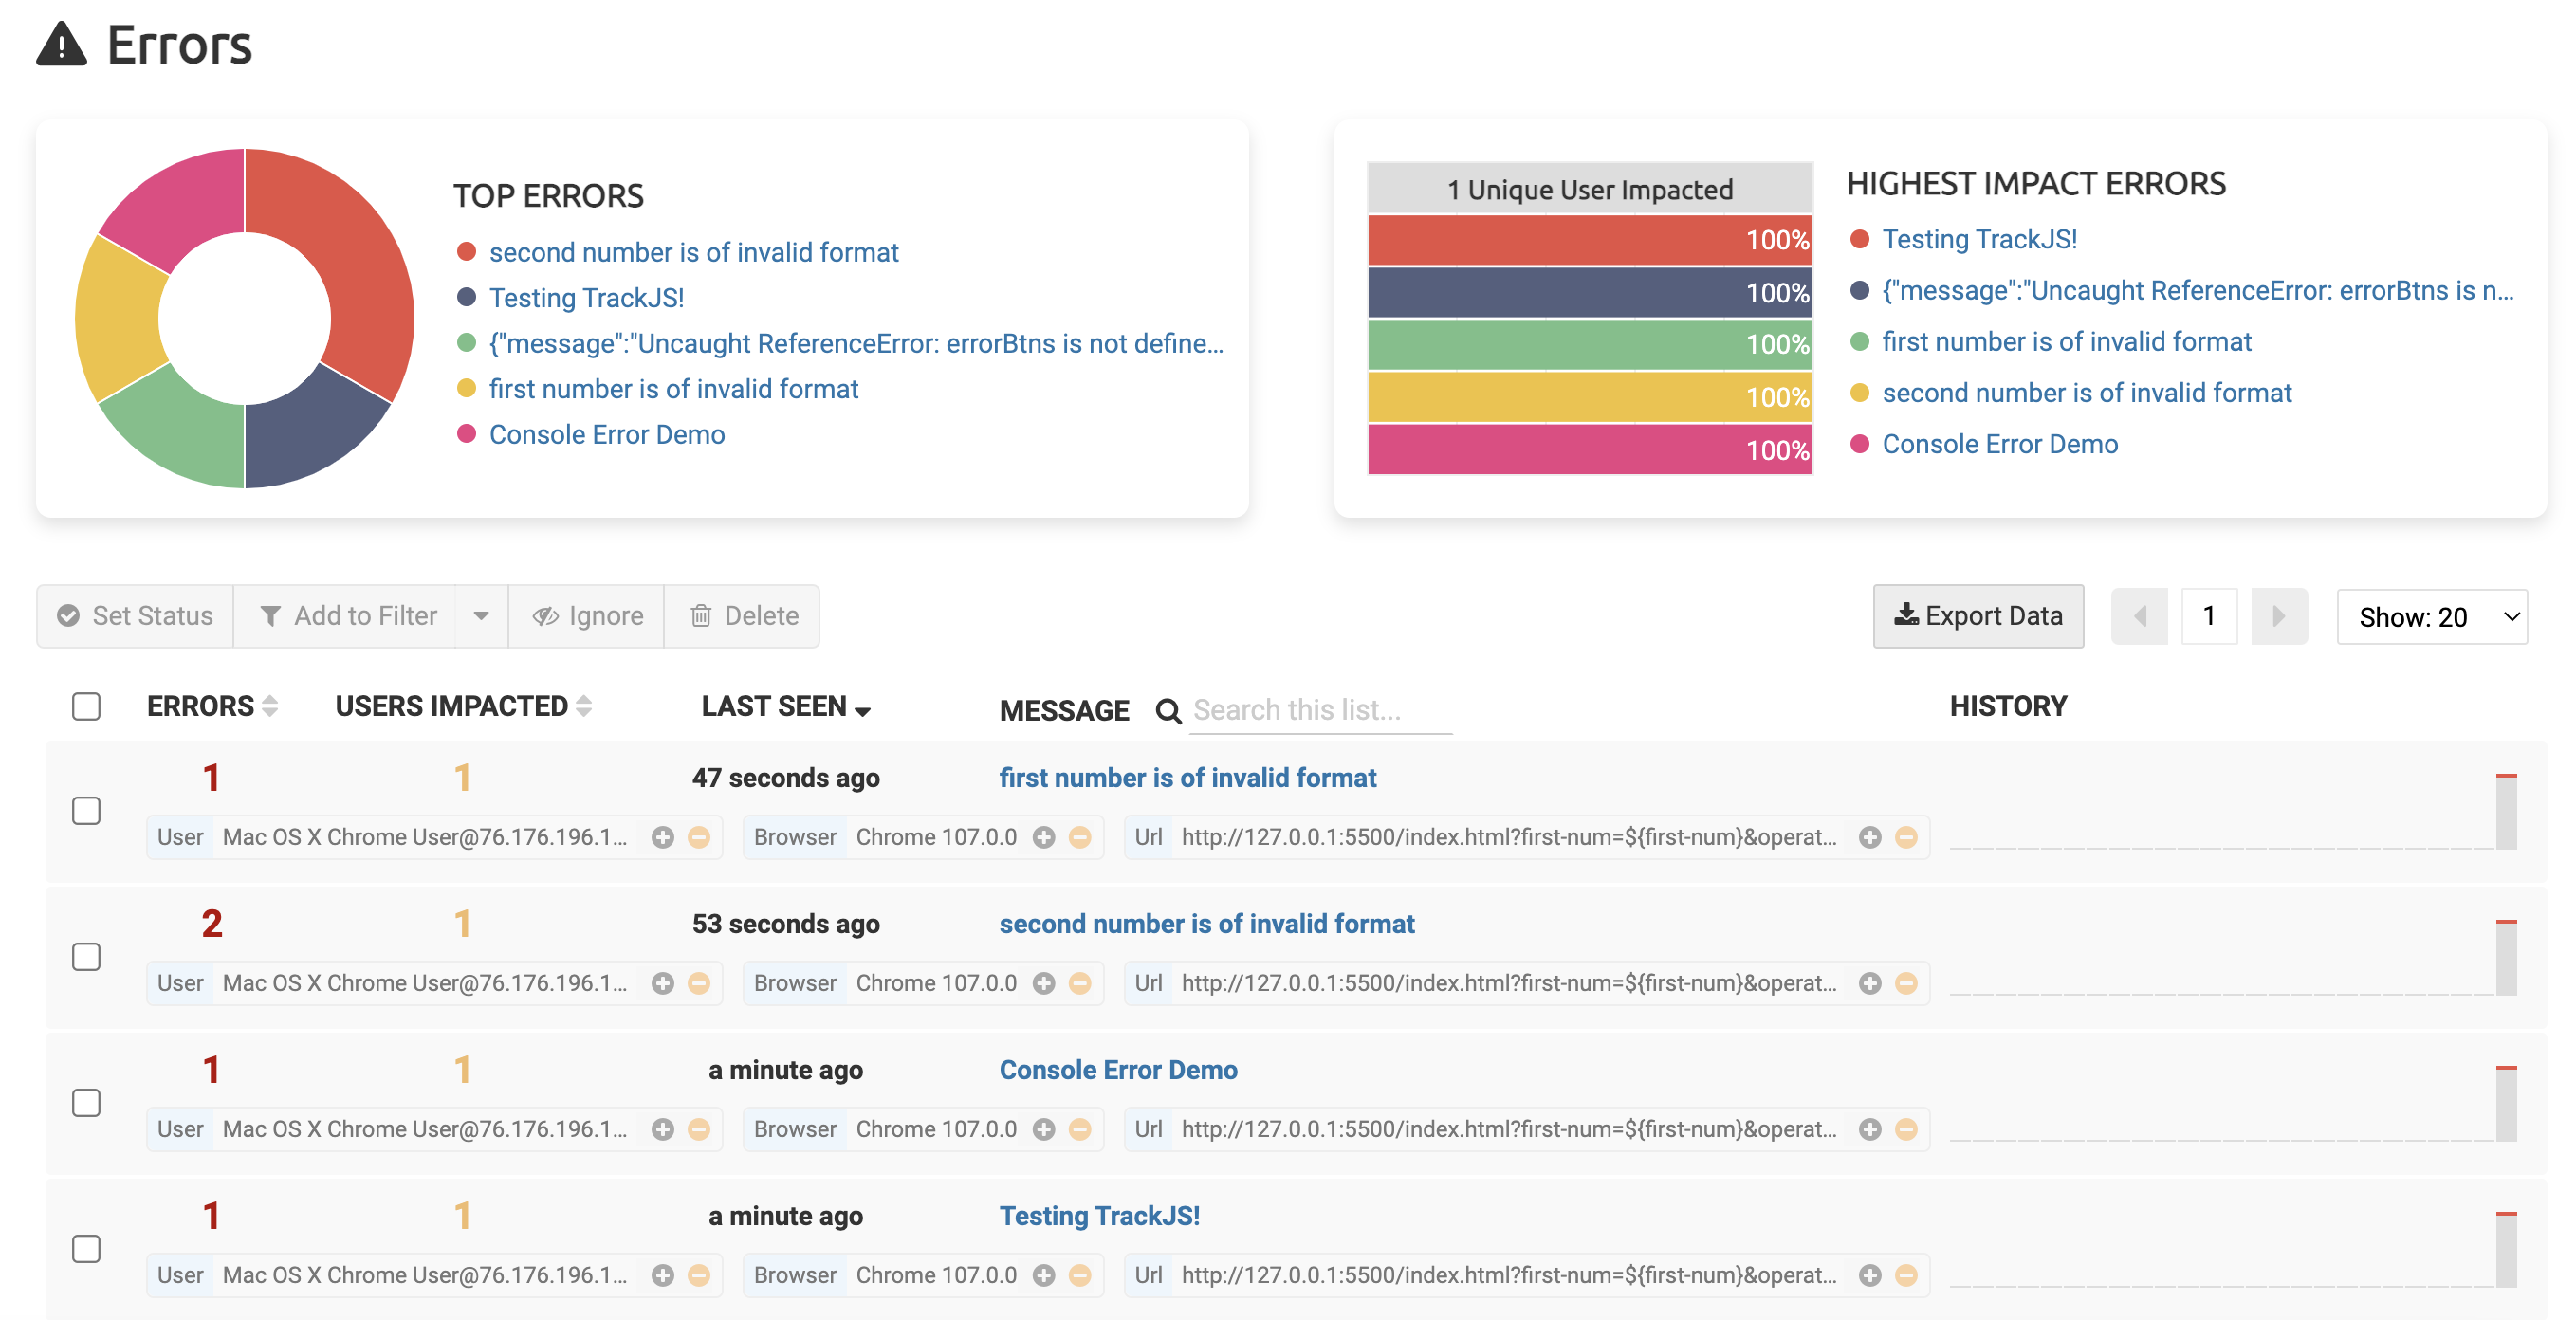 Errors
TOP ERRORS
second number is of invalid format
Testing TrackJS!
{"message":"Uncaught ReferenceError: errorBtns is not define...
first number is of invalid format
Console Error Demo
1 Unique User Impacted
100%
100%
100%
100%
100%
HIGHEST IMPACT ERRORS
Testing TrackJS!
{"message":"Uncaught ReferenceError: errorBtns is n...
first number is of invalid format
second number is of invalid format
Console Error Demo
Set Status Add to Filter Ignore Delete Export Data 1 Show: 20
ERRORS USERS IMPACTED LAST SEEN MESSAGE Search this list... HISTORY
1 1 47 seconds ago first number is of invalid format
User Mac OS X Chrome User@76.176.196.1... Browser Chrome 107.0.0 Url http://127.0.0.1:5500/index.html?first-num=${first-num}&operat...
2 1 53 seconds ago second number is of invalid format
User Mac OS X Chrome User@76.176.196.1... Browser Chrome 107.0.0 Url http://127.0.0.1:5500/index.html?first-num=${first-num}&operat...
1 1 a minute ago Console Error Demo
User Mac OS X Chrome User@76.176.196.1... Browser Chrome 107.0.0 Url http://127.0.0.1:5500/index.html?first-num=${first-num}&operat...
1 1 a minute ago Testing TrackJS!
User Mac OS X Chrome User@76.176.196.1... Browser Chrome 107.0.0 Url http://127.0.0.1:5500/index.html?first-num=${first-num}&operat...